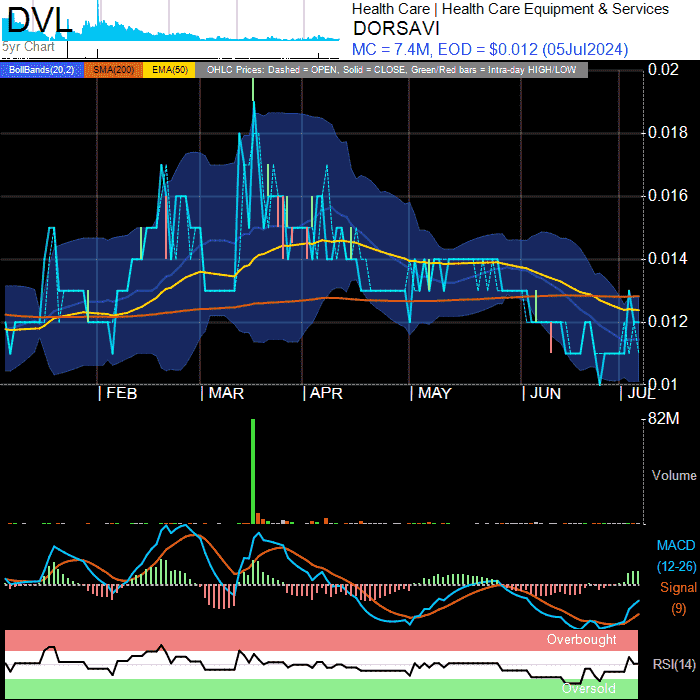 DVL
5yr Chart
Health Care | Health Care Equipment & Services
DORSAVI
MC = 7.4M, EOD = $0.012 (05Jul2024)
BollBands(20,2) SMA(200) EMA(50) OHLC Prices: Dashed = OPEN, Solid = CLOSE, Green/Red bars = Intra-day HIGH/LOW
0.02
0.018
0.016
0.014
0.012
0.01
FEB MAR APR MAY JUN JUL
82M
Volume
MACD
(12-26)
Signal
(9)
Overbought
RSI(14)
Oversold